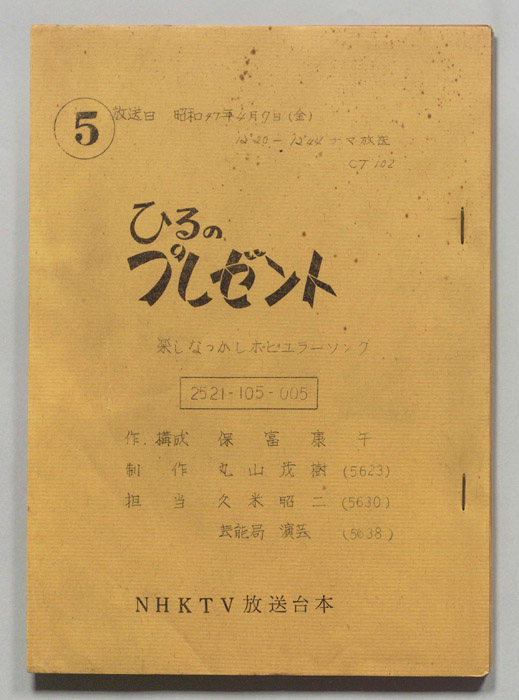 5
放送日 昭和47年4月7日(金)
12'20-12'44 ナマ放送
CT 102
ひるの
プレゼント
楽しなつかしホピュラーソング
2521-105-005
作.構成 保富康午
制作 丸山茂樹 (5623)
担当 久米昭二 (5630)
芸能局 演芸 (5638)
NHKTV放送台本